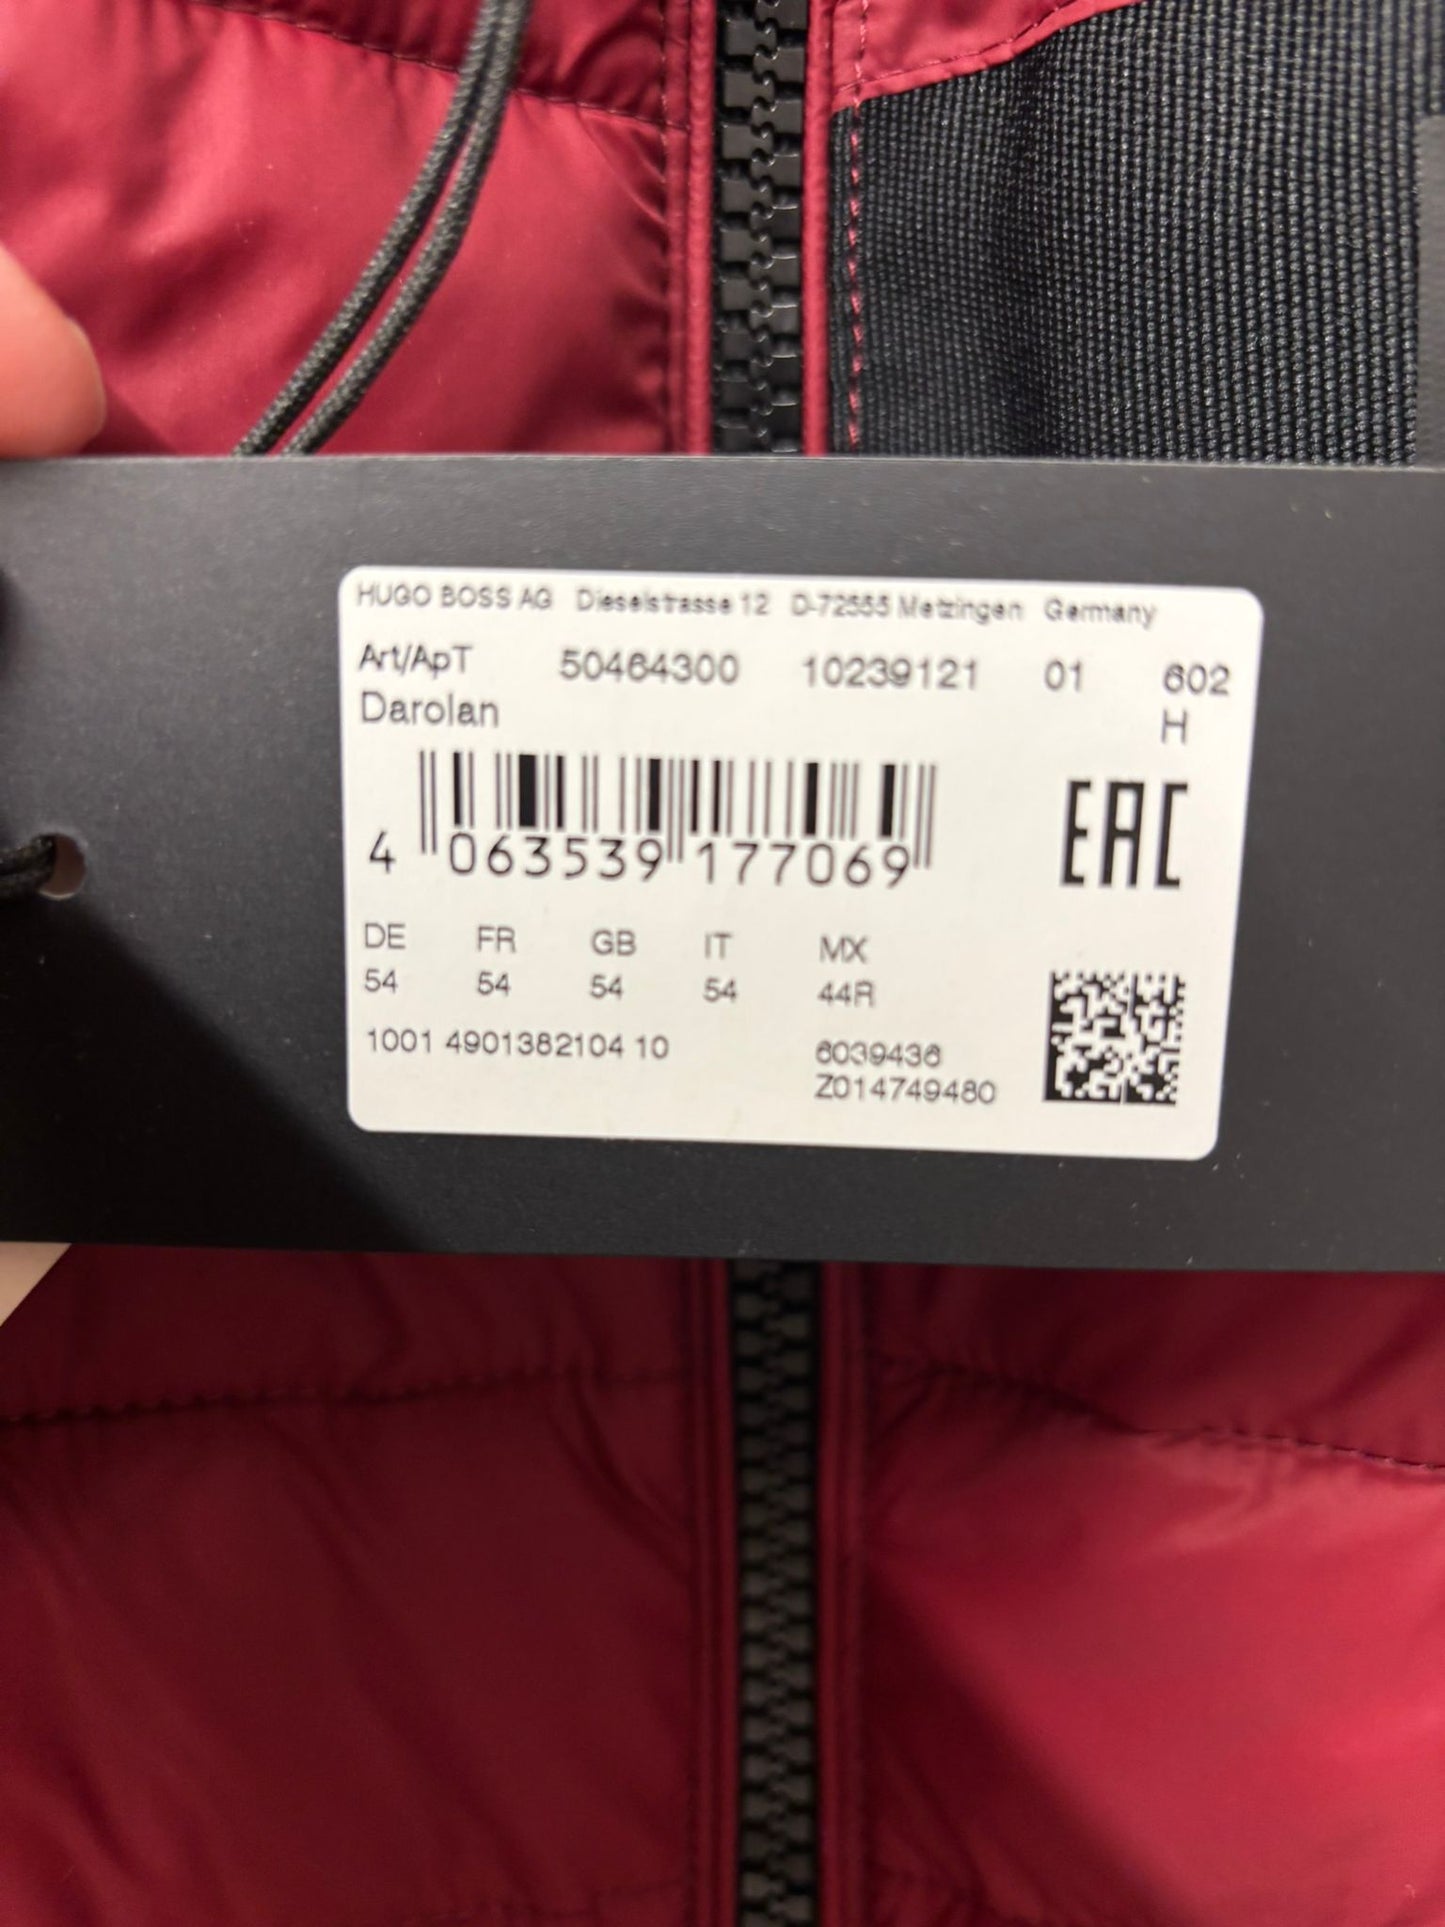 HUGO BOSS AG Dieselstrasse 12 D-72555 Metzingen Germany
Art/ApT 50464300 10239121 01 602
Darolan H
4 063539 177069
EAC
DE FR GB IT MX
54 54 54 54 44R
1001 4901382104 10 6039436
Z014749480